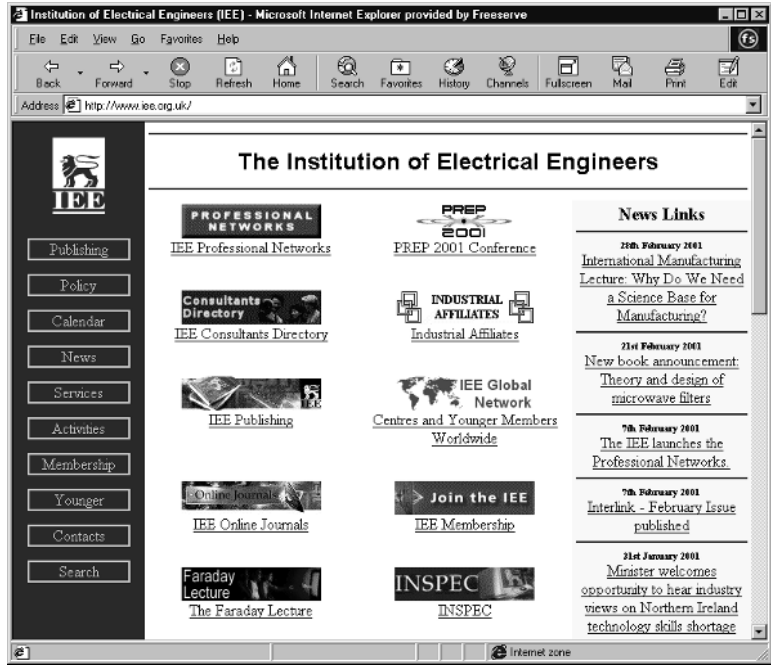 Institution of Electrical Engineers (IEE) - Microsoft Internet Explorer provided by Freeserve
File Edit View Go Favorites Help
fs
Back Forward Stop Refresh Home Search Favorites History Channels Fullscreen Mail Print Edit
Address http://www.iee.org.uk/
IEE
Publishing
Policy
Calendar
News
Services
Activities
Membership
Younger
Contacts
Search
The Institution of Electrical Engineers
PROFESSIONAL
NETWORKS
IEE Professional Networks
PREP
2001
PREP 2001 Conference
Consultants
Directory
IEE Consultants Directory
INDUSTRIAL
AFFILIATES
Industrial Affiliates
IEE
IEE Publishing
IEE Global
Network
Centres and Younger Members
Worldwide
Online Journals
IEE Online Journals
Join the IEE
IEE Membership
Faraday
Lecture
The Faraday Lecture
INSPEC
INSPEC
News Links
28th February 2001
International Manufacturing
Lecture: Why Do We Need
a Science Base for
Manufacturing?
21st February 2001
New book announcement:
Theory and design of
microwave filters
7th February 2001
The IEE launches the
Professional Networks.
7th February 2001
Interlink - February Issue
published
31st January 2001
Minister welcomes
opportunity to hear industry
views on Northern Ireland
technology skills shortage
Internet zone